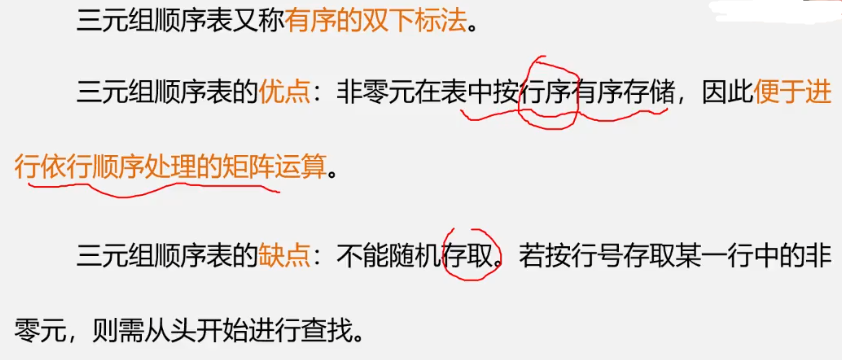 三元组顺序表又称有序的双下标法。
三元组顺序表的优点：非零元在表中按行序有序存储，因此便于进
行依行顺序处理的矩阵运算。
三元组顺序表的缺点：不能随机存取。若按行号存取某一行中的非
零元，则需从头开始进行查找。